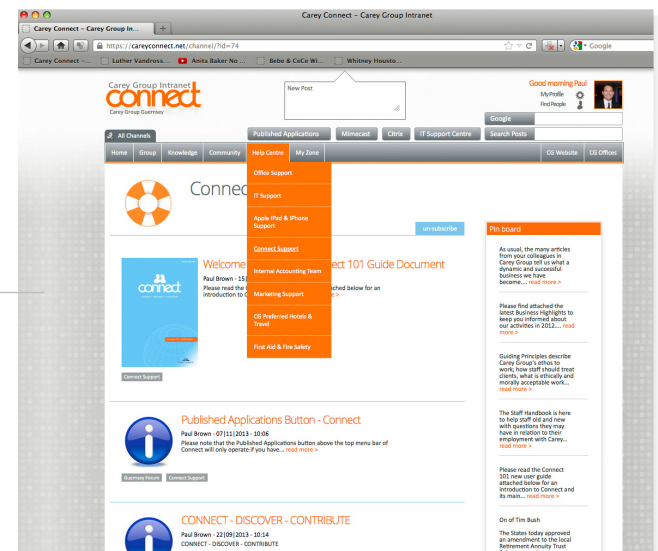 Carey Connect – Carey Group Intranet
Carey Connect – Carey Group In...
https://careyconnect.net/channel/?id=74
Google
Carey Connect –...
Luther Vandross...
Anita Baker No ...
Bebe & CeCe Wi...
Whitney Housto...
Carey Group Intranet
connect
Carey Group Guernsey
New Post
Good morning Paul
My Profile
Find People
Google
All Channels
Published Applications
Mimecast
Citrix
IT Support Centre
Search Posts
Home
Group
Knowledge
Community
Help Centre
My Zone
CG Website
CG Offices
Connec
Office Support
IT Support
Apple IPad & IPhone
Support
Connect Support
Internal Accounting Team
Marketing Support
CG Preferred Hotels &
Travel
First Aid & Fire Safety
un-subscribe
Welcome
ect 101 Guide Document
Paul Brown - 15|
Please read the
ached below for an
introduction to C
e >
connect
Connect Support
Published Applications Button - Connect
Paul Brown - 07|11|2013 - 10:06
Please note that the Published Applications button above the top menu bar of
Connect will only operate if you have... read more >
Guernsey Forum
Connect Support
CONNECT - DISCOVER - CONTRIBUTE
Paul Brown - 22|09|2013 - 10:14
CONNECT - DISCOVER - CONTRIBUTE
Pin board
As usual, the many articles
from your colleagues in
Carey Group tell us what a
dynamic and successful
business we have
become.... read more >
Please find attached the
latest Business Highlights to
keep you informed about
our activities in 2012.... read
more >
Guiding Principles describe
Carey Group's ethos to
work; how staff should treat
clients, what is ethically and
morally acceptable work...
read more >
The Staff Handbook is here
to help staff old and new
with questions they may
have in relation to their
employment with Carey...
read more >
Please read the Connect
101 new user guide
attached below for an
introduction to Connect and
its main... read more >
On of Tim Bush
The States today approved
an amendment to the local
Retirement Annuity Trust